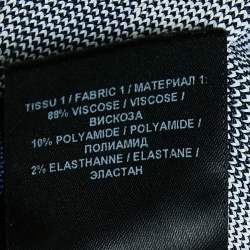 TISSU 1 / FABRIC 1 / МАТЕРИАЛ 1:
88% VISCOSE / VISCOSE /
ВИСКОЗА
10% POLYAMIDE / POLYAMIDE /
ПОЛИАМИД
2% ELASTHANNE / ELASTANE /
ЭЛАСТАН